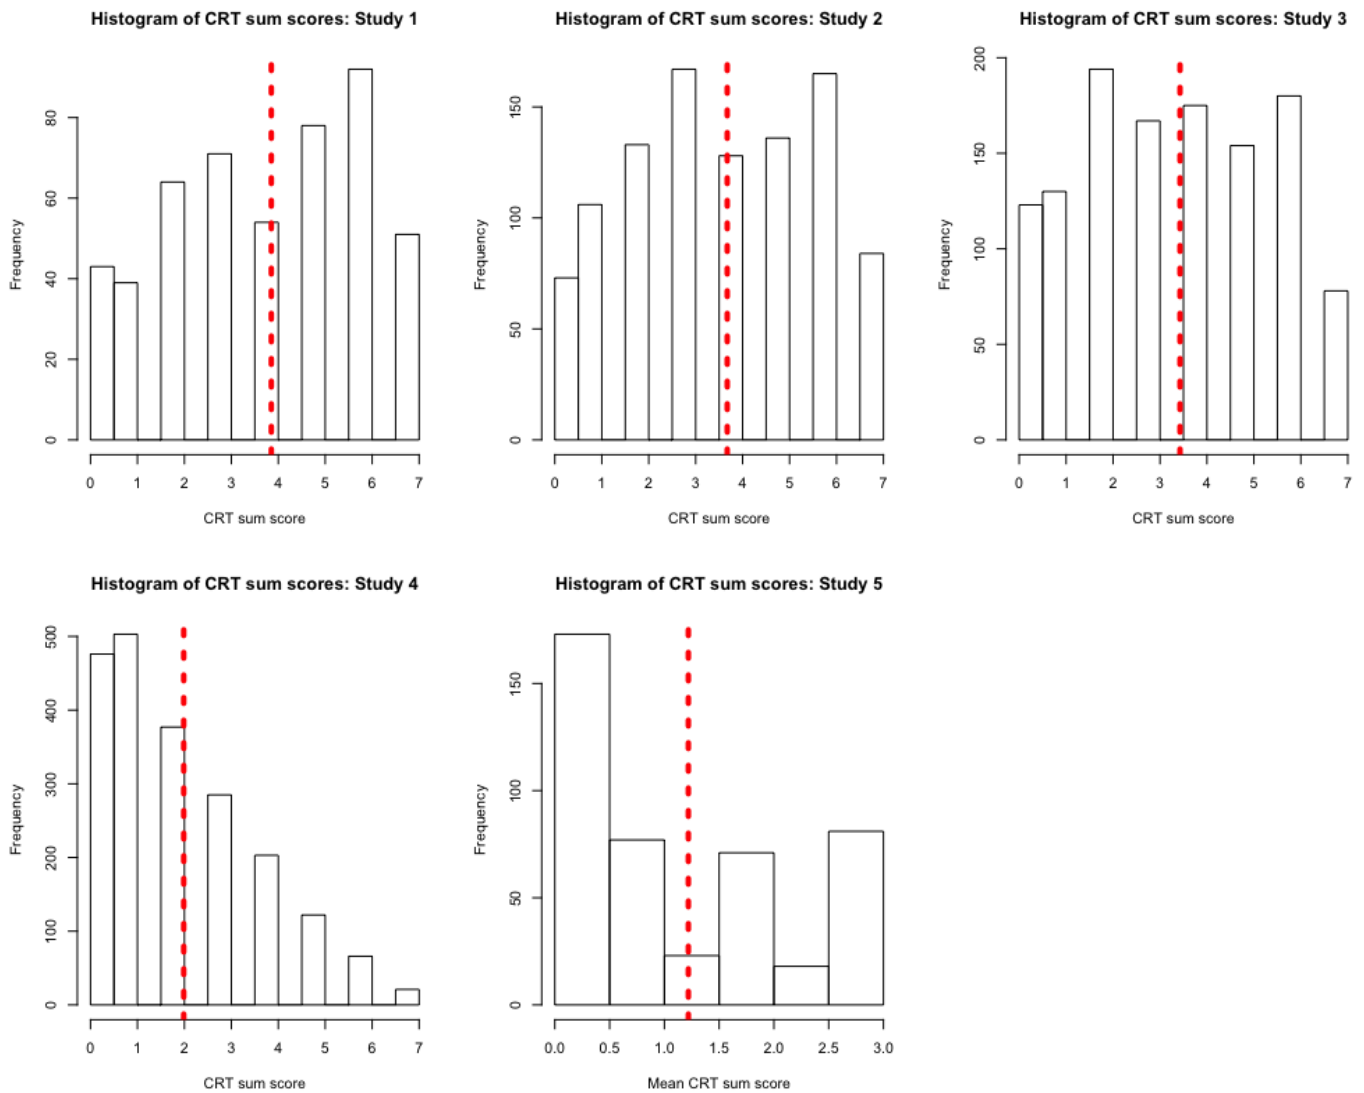 Histogram of CRT sum scores: Study 1
Frequency
0 20 40 60 80
0 1 2 3 4 5 6 7
CRT sum score
Histogram of CRT sum scores: Study 2
Frequency
0 50 100 150
0 1 2 3 4 5 6 7
CRT sum score
Histogram of CRT sum scores: Study 3
Frequency
0 50 100 150 200
0 1 2 3 4 5 6 7
CRT sum score
Histogram of CRT sum scores: Study 4
Frequency
0 100 200 300 400 500
0 1 2 3 4 5 6 7
CRT sum score
Histogram of CRT sum scores: Study 5
Frequency
0 50 100 150
0.0 0.5 1.0 1.5 2.0 2.5 3.0
Mean CRT sum score